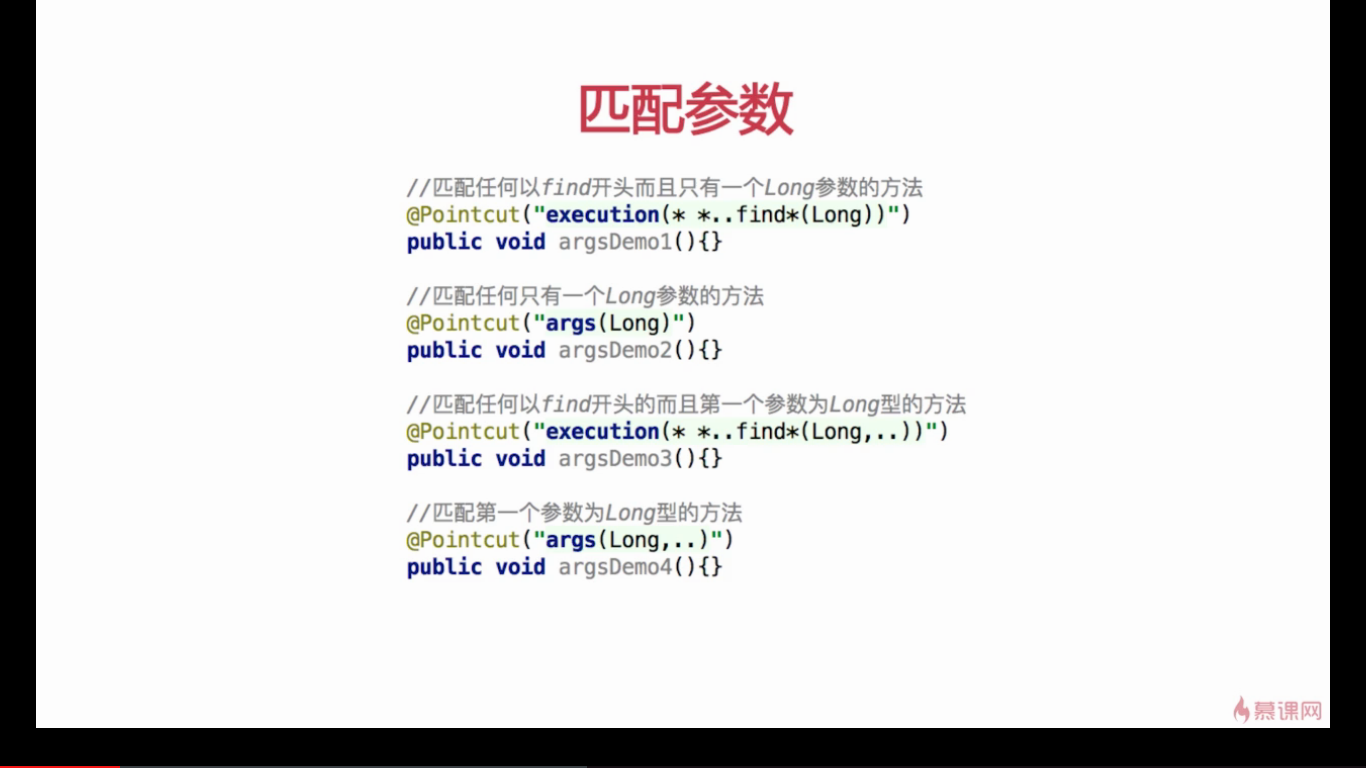 匹配参数
//匹配任何以find开头而且只有一个Long参数的方法
@Pointcut("execution(* *..find*(Long))")
public void argsDemo1(){}
//匹配任何只有一个Long参数的方法
@Pointcut("args(Long)")
public void argsDemo2(){}
//匹配任何以find开头的而且第一个参数为Long型的方法
@Pointcut("execution(* *..find*(Long,..))")
public void argsDemo3(){}
//匹配第一个参数为Long型的方法
@Pointcut("args(Long,..)")
public void argsDemo4(){}
慕课网